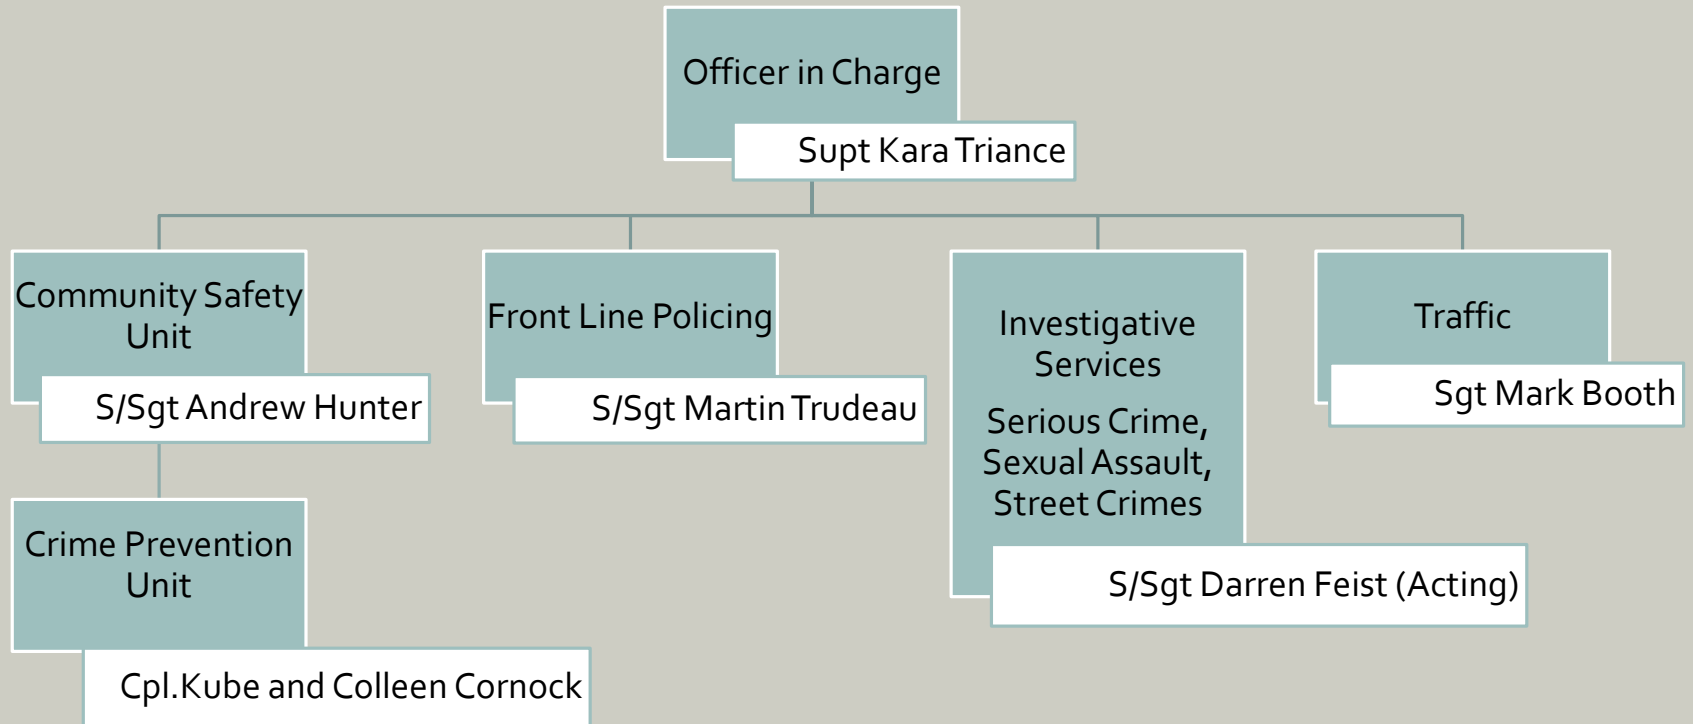 Officer in Charge
Supt Kara Triance
Community Safety
Unit
S/Sgt Andrew Hunter
Front Line Policing
S/Sgt Martin Trudeau
Investigative
Services
Serious Crime,
Sexual Assault,
Street Crimes
S/Sgt Darren Feist (Acting)
Traffic
Sgt Mark Booth
Crime Prevention
Unit
Cpl.Kube and Colleen Cornock